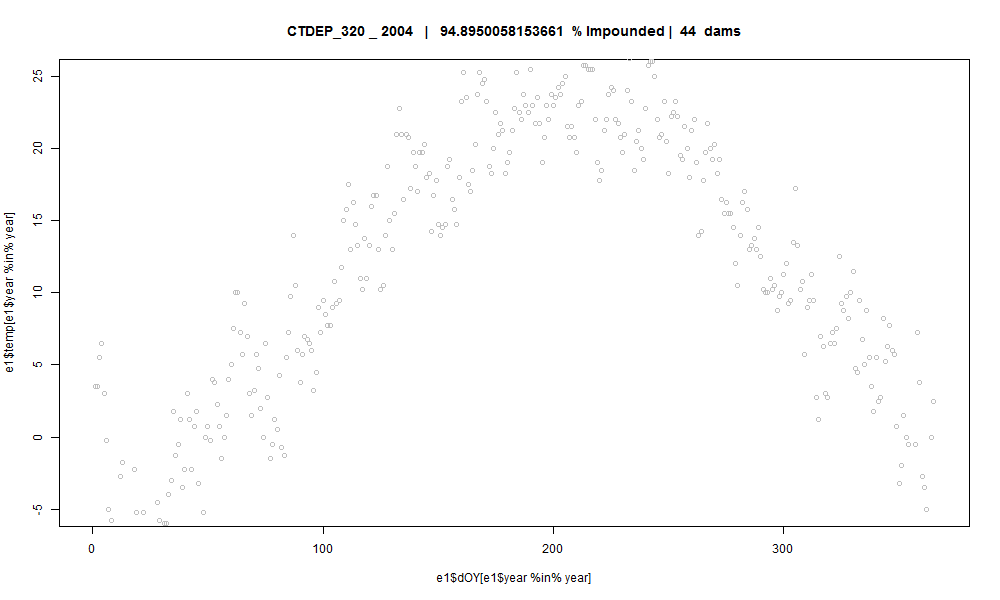 CTDEP_320 _ 2004 | 94.8950058153661 % Impounded | 44 dams
e1$temp[e1$year %in% year]
25
20
15
10
5
0
-5
0 100 200 300
e1$dOY[e1$year %in% year]